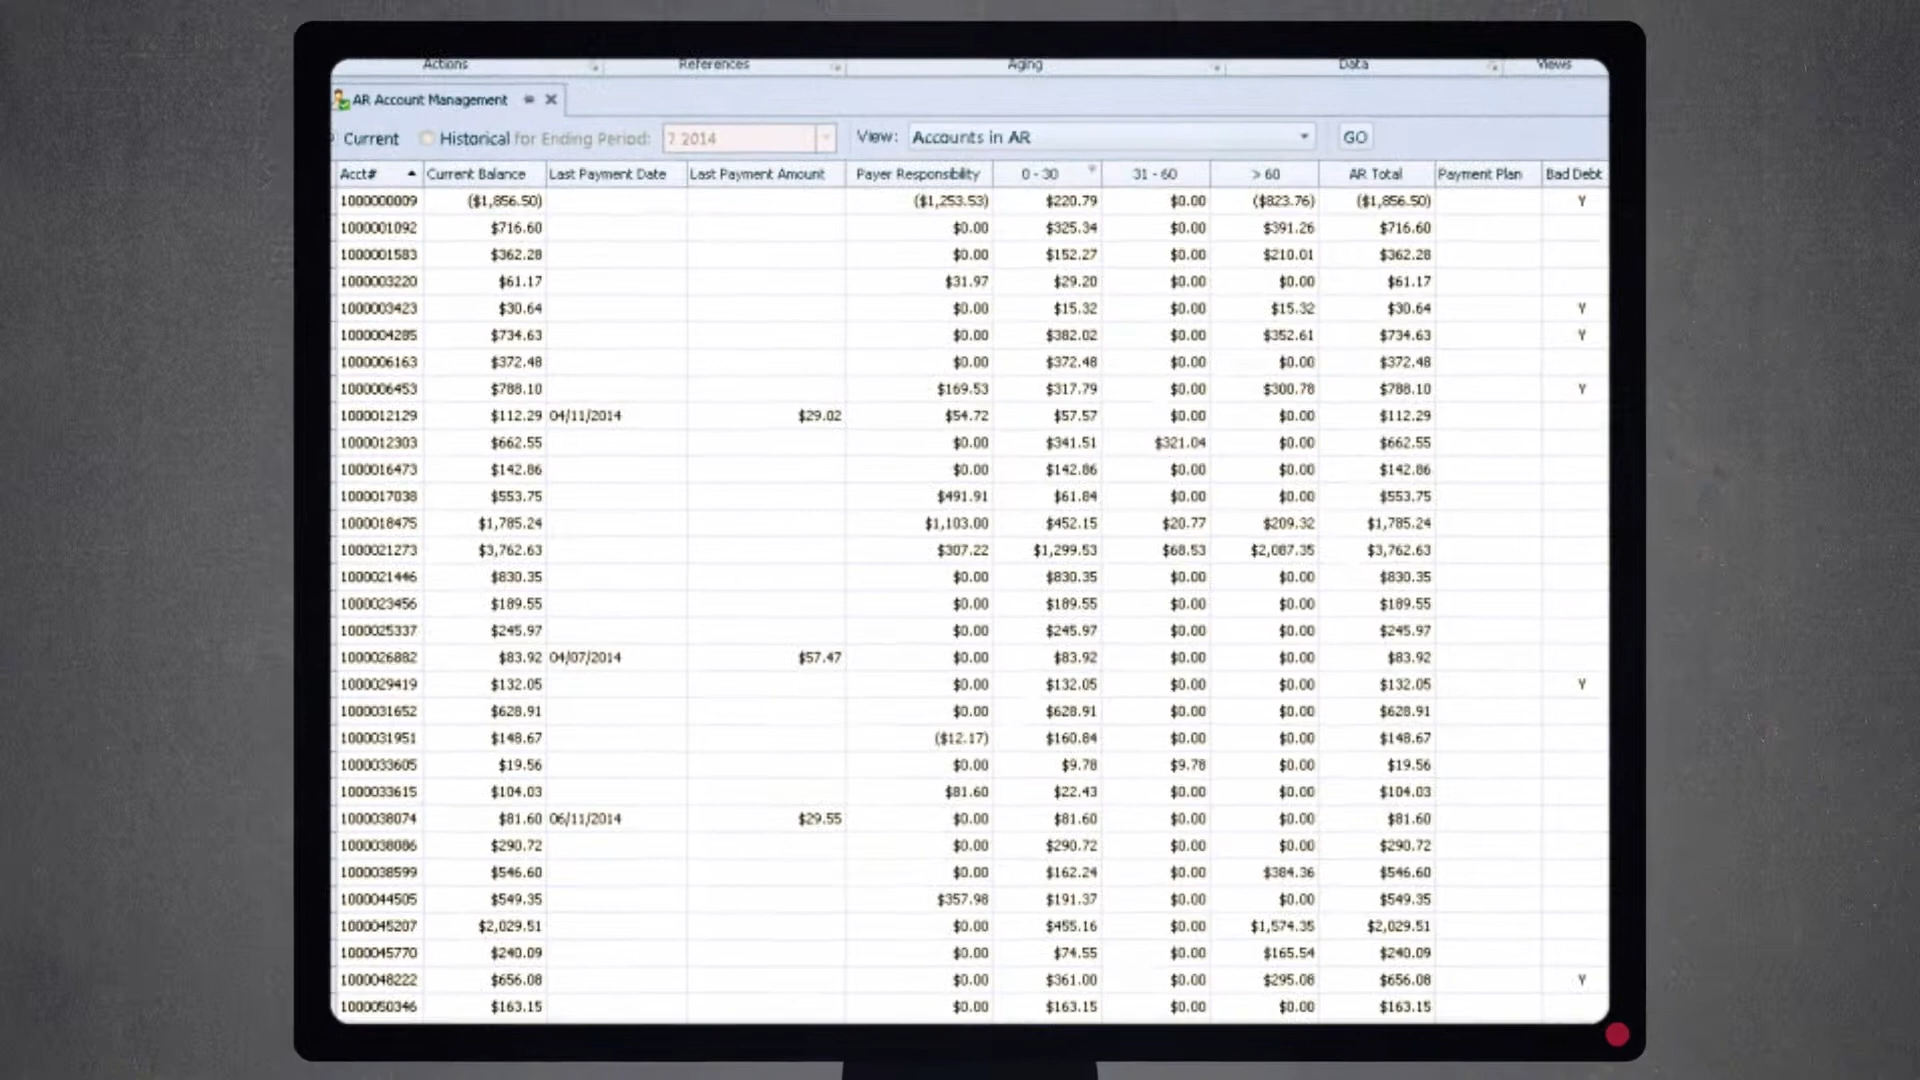 Actions References Aging Data Views
AR Account Management
Current Historical for Ending Period: 7 2014 View: Accounts in AR GO
Acct# Current Balance Last Payment Date Last Payment Amount Payer Responsibility 0 - 30 31 - 60 > 60 AR Total Payment Plan Bad Debt
1000000009 ($1,856.50) ($1,253.53) $220.79 $0.00 ($823.76) ($1,856.50) Y
1000001092 $716.60 $0.00 $325.34 $0.00 $391.26 $716.60
1000001583 $362.28 $0.00 $152.27 $0.00 $210.01 $362.28
1000003220 $61.17 $31.97 $29.20 $0.00 $0.00 $61.17
1000003423 $30.64 $0.00 $15.32 $0.00 $15.32 $30.64 Y
1000004285 $734.63 $0.00 $382.02 $0.00 $352.61 $734.63 Y
1000006163 $372.48 $0.00 $372.48 $0.00 $0.00 $372.48
1000006453 $788.10 $169.53 $317.79 $0.00 $300.78 $788.10 Y
1000012129 $112.29 04/11/2014 $29.02 $54.72 $57.57 $0.00 $0.00 $112.29
1000012303 $662.55 $0.00 $341.51 $321.04 $0.00 $662.55
1000016473 $142.86 $0.00 $142.86 $0.00 $0.00 $142.86
1000017038 $553.75 $491.91 $61.84 $0.00 $0.00 $553.75
1000018475 $1,785.24 $1,103.00 $452.15 $20.77 $209.32 $1,785.24
1000021273 $3,762.63 $307.22 $1,299.53 $68.53 $2,087.35 $3,762.63
1000021446 $830.35 $0.00 $830.35 $0.00 $0.00 $830.35
1000023456 $189.55 $0.00 $189.55 $0.00 $0.00 $189.55
1000025337 $245.97 $0.00 $245.97 $0.00 $0.00 $245.97
1000026882 $83.92 04/07/2014 $57.47 $0.00 $83.92 $0.00 $0.00 $83.92
1000029419 $132.05 $0.00 $132.05 $0.00 $0.00 $132.05 Y
1000031652 $628.91 $0.00 $628.91 $0.00 $0.00 $628.91
1000031951 $148.67 ($12.17) $160.84 $0.00 $0.00 $148.67
1000033605 $19.56 $0.00 $9.78 $9.78 $0.00 $19.56
1000033615 $104.03 $81.60 $22.43 $0.00 $0.00 $104.03
1000038074 $81.60 06/11/2014 $29.55 $0.00 $81.60 $0.00 $0.00 $81.60
1000038086 $290.72 $0.00 $290.72 $0.00 $0.00 $290.72
1000038599 $546.60 $0.00 $162.24 $0.00 $384.36 $546.60
1000044505 $549.35 $357.98 $191.37 $0.00 $0.00 $549.35
1000045207 $2,029.51 $0.00 $455.16 $0.00 $1,574.35 $2,029.51
1000045770 $240.09 $0.00 $74.55 $0.00 $165.54 $240.09
1000048222 $656.08 $0.00 $361.00 $0.00 $295.08 $656.08 Y
1000050346 $163.15 $0.00 $163.15 $0.00 $0.00 $163.15